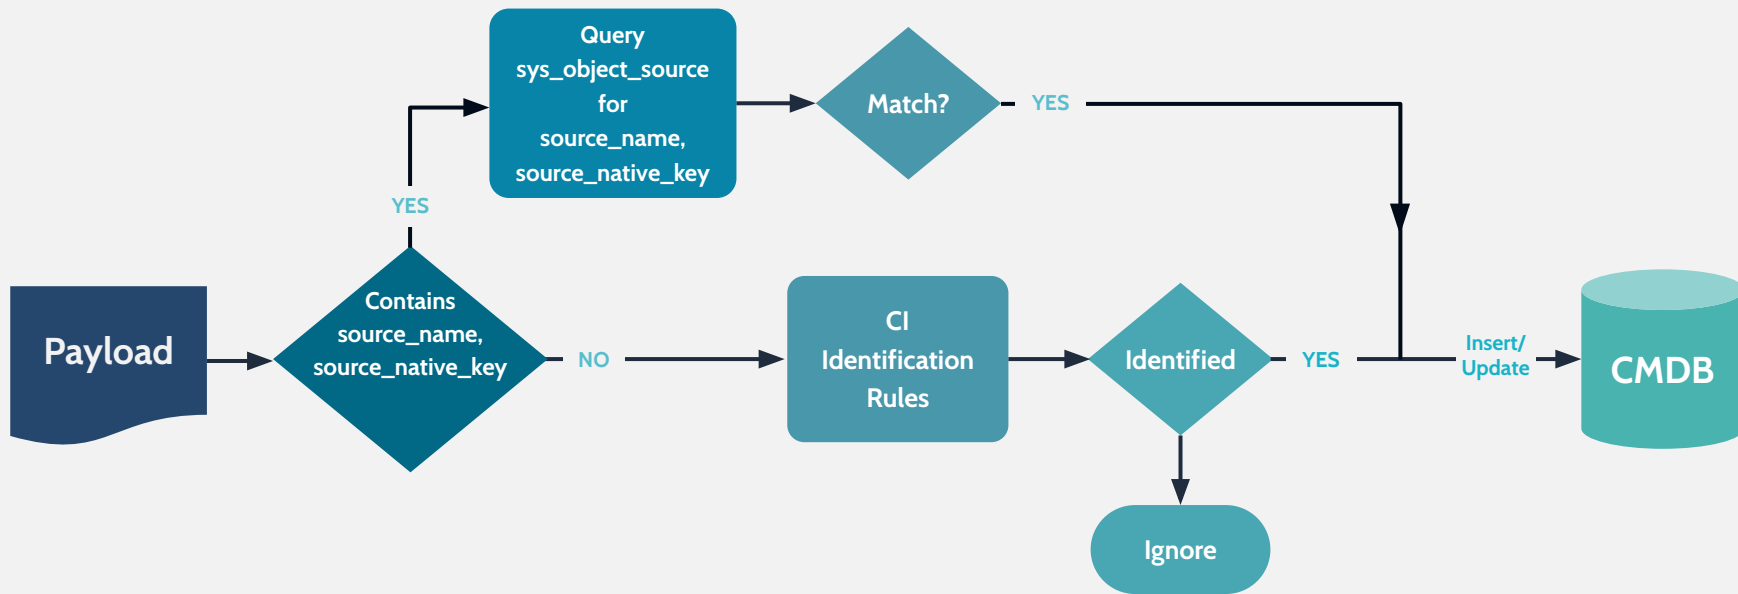 Query
sys_object_source
for
source_name,
source_native_key
Match?
YES
YES
Payload
Contains
source_name,
source_native_key
NO
CI
Identification
Rules
Identified
YES
Insert/
Update
CMDB
Ignore